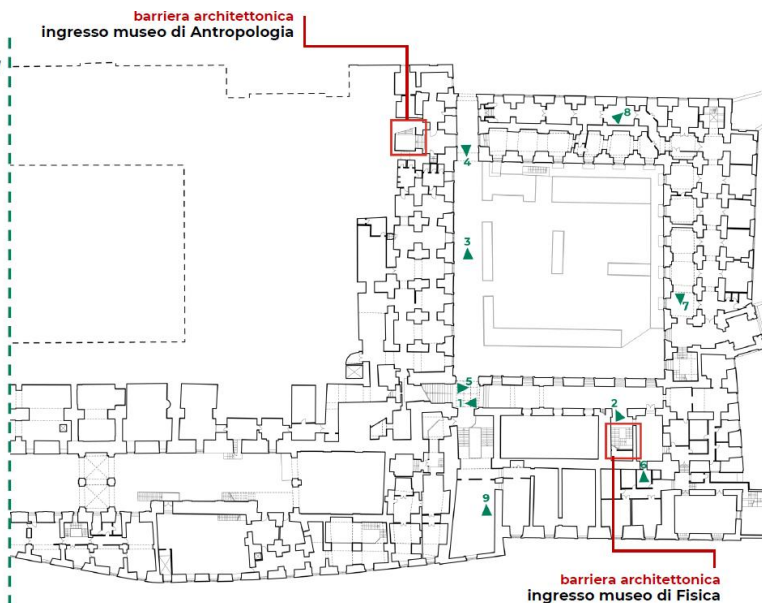 barriera architettonica
ingresso museo di Antropologia
8
4
3
7
5
1
2
6
9
barriera architettonica
ingresso museo di Fisica